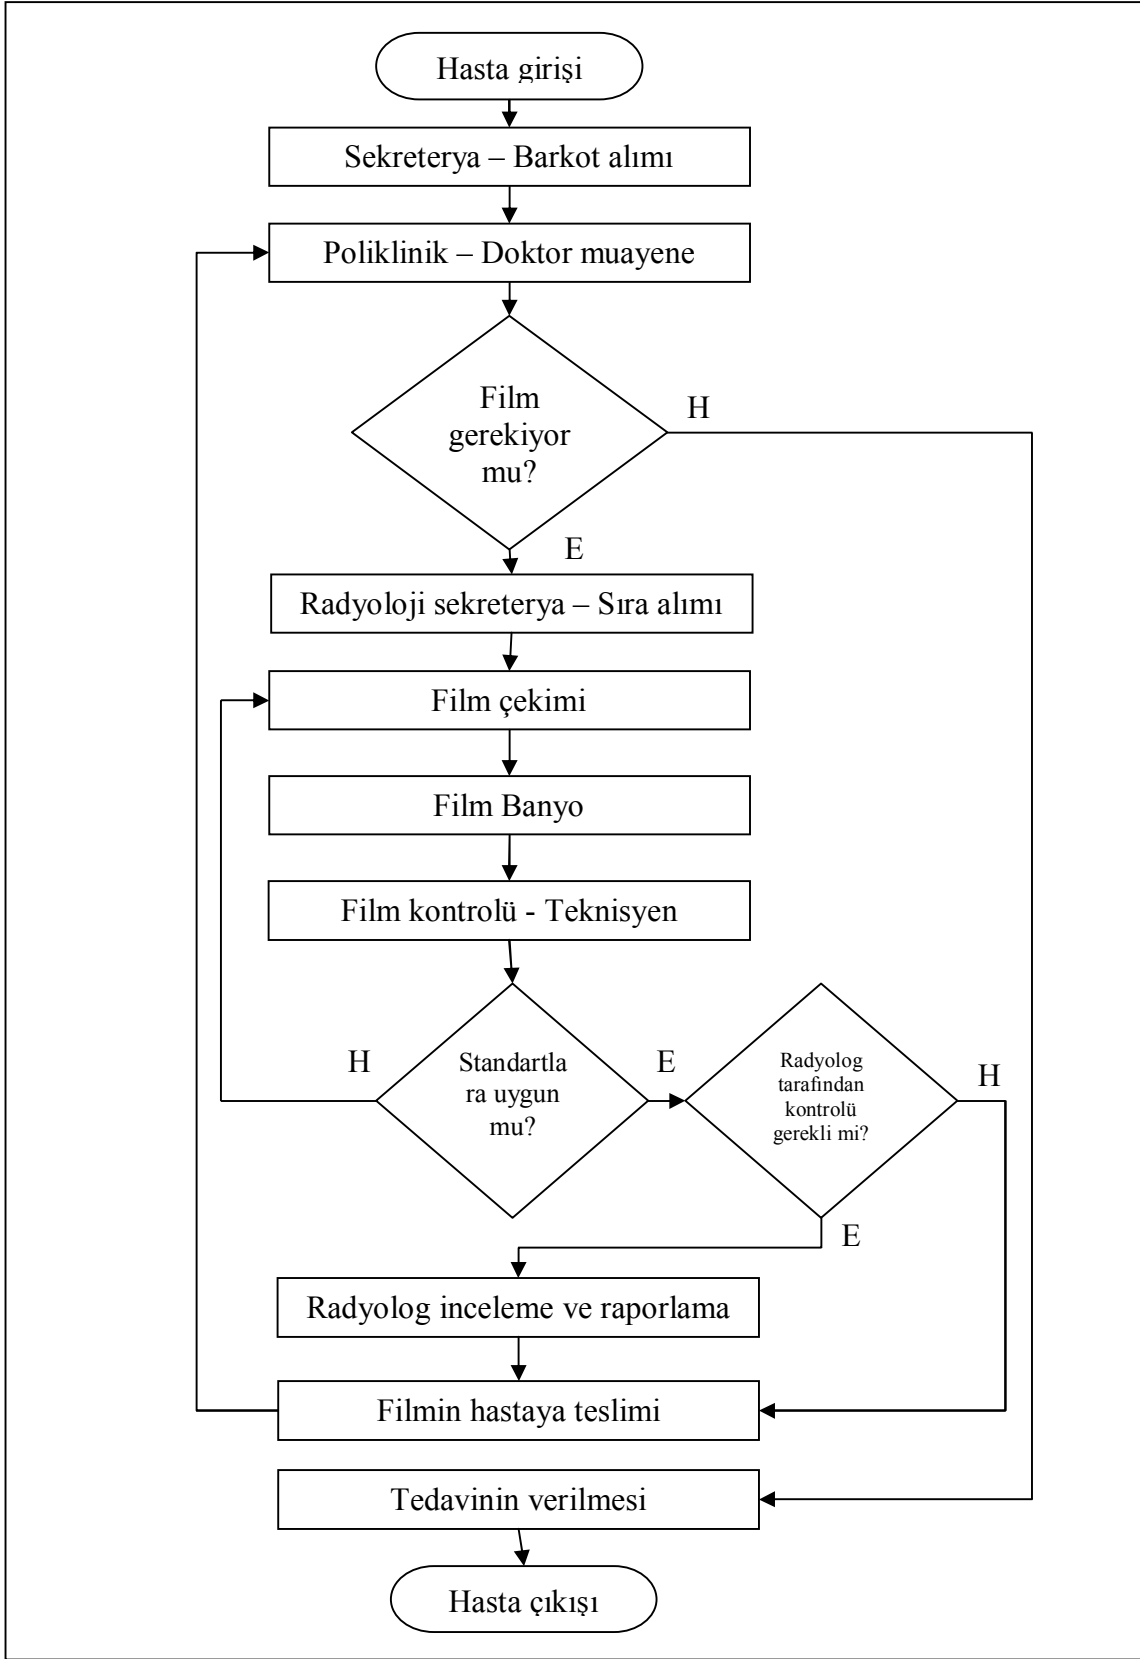 Hasta girişi
Sekreterya – Barkot alımı
Poliklinik – Doktor muayene
Film
gerekiyor
mu?
H
E
Radyoloji sekreterya – Sıra alımı
Film çekimi
Film Banyo
Film kontrolü - Teknisyen
H
Standartla
ra uygun
mu?
E
Radyolog
tarafından
kontrolü
gerekli mi?
H
E
Radyolog inceleme ve raporlama
Filmin hastaya teslimi
Tedavinin verilmesi
Hasta çıkışı